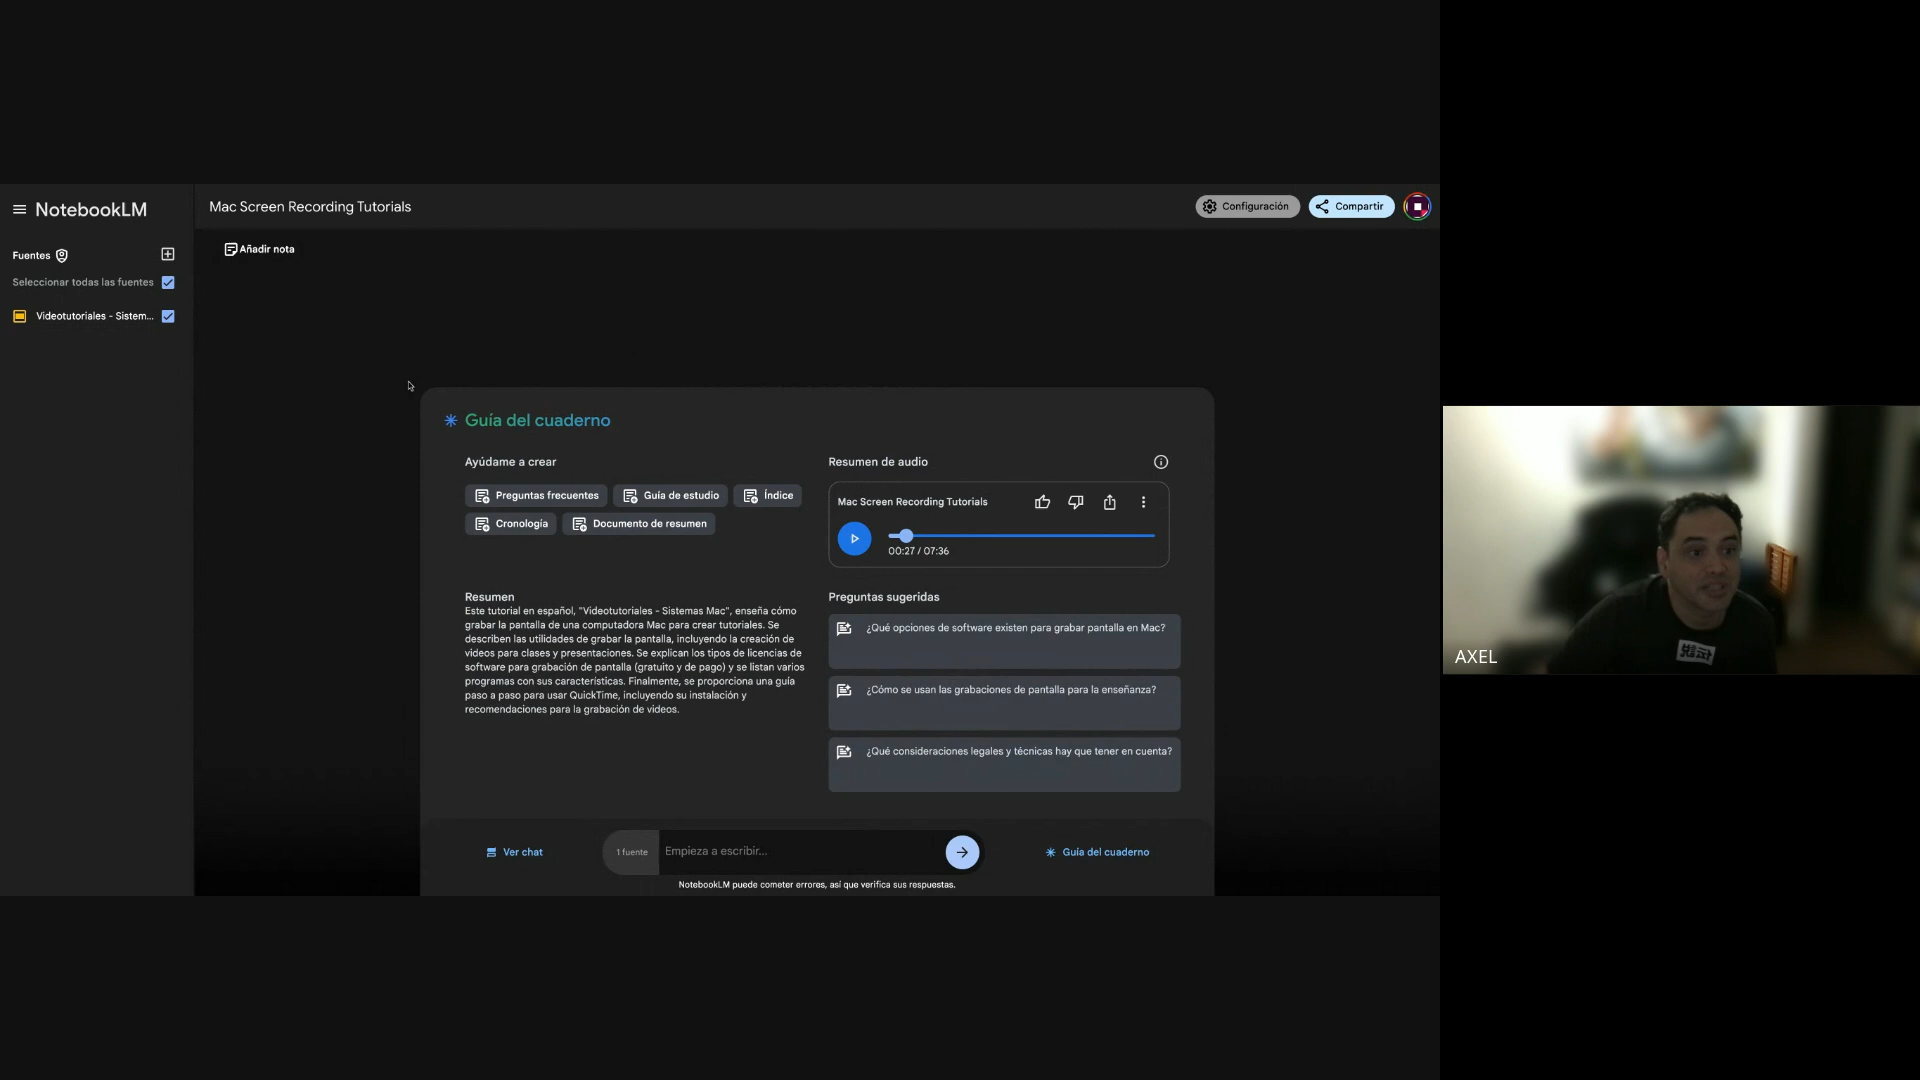 NotebookLM
Fuentes
Seleccionar todas las fuentes
Videotutoriales - Sistem...
Mac Screen Recording Tutorials
Configuración
Compartir
Añadir nota
Guía del cuaderno
Ayúdame a crear
Preguntas frecuentes
Guía de estudio
Índice
Cronología
Documento de resumen
Resumen
Este tutorial en español, "Videotutoriales - Sistemas Mac", enseña cómo
grabar la pantalla de una computadora Mac para crear tutoriales. Se
describen las utilidades de grabar la pantalla, incluyendo la creación de
videos para clases y presentaciones. Se explican los tipos de licencias de
software para grabación de pantalla (gratuito y de pago) y se listan varios
programas con sus características. Finalmente, se proporciona una guía
paso a paso para usar QuickTime, incluyendo su instalación y
recomendaciones para la grabación de videos.
Resumen de audio
Mac Screen Recording Tutorials
00:27 / 07:36
Preguntas sugeridas
¿Qué opciones de software existen para grabar pantalla en Mac?
¿Cómo se usan las grabaciones de pantalla para la enseñanza?
¿Qué consideraciones legales y técnicas hay que tener en cuenta?
Ver chat
1 fuente
Empieza a escribir...
Guía del cuaderno
NotebookLM puede cometer errores, así que verifica sus respuestas.
AXEL